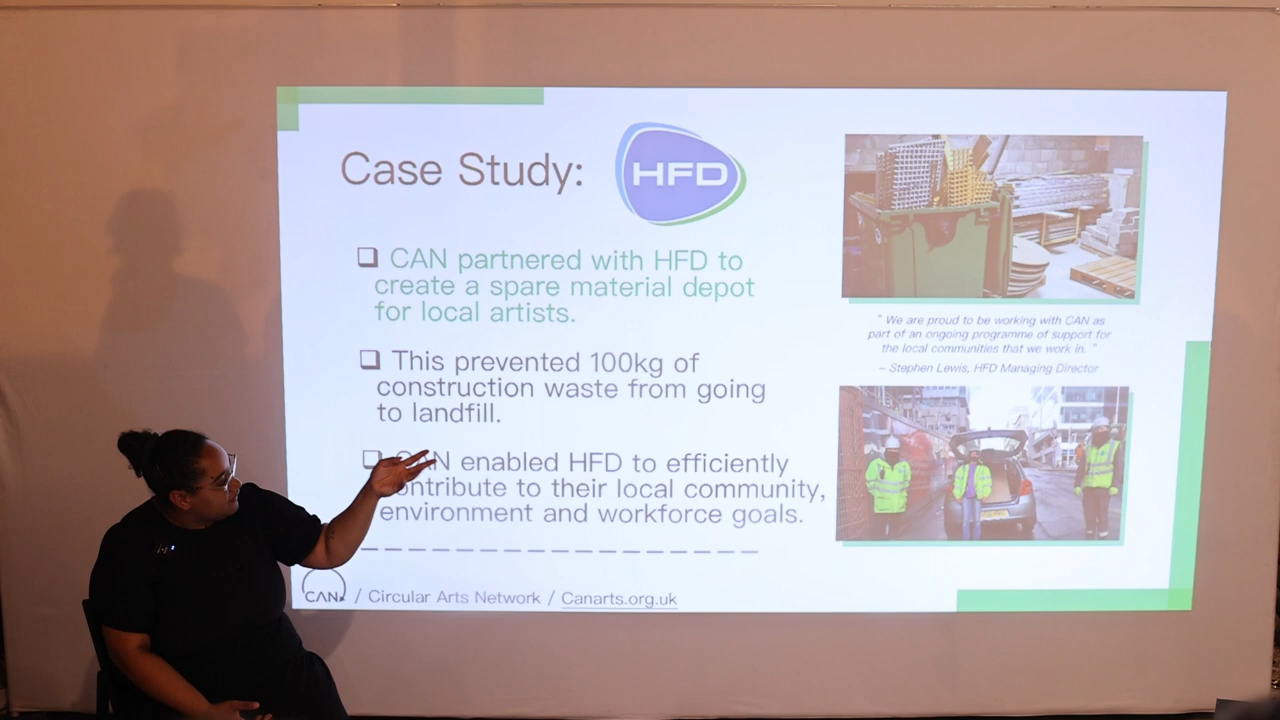 Case Study:
HFD
CAN partnered with HFD to
create a spare material depot
for local artists.
This prevented 100kg of
construction waste from going
to landfill.
CAN enabled HFD to efficiently
contribute to their local community,
environment and workforce goals.
" We are proud to be working with CAN as
part of an ongoing programme of support for
the local communities that we work in. "
– Stephen Lewis, HFD Managing Director
CAN. / Circular Arts Network / Canarts.org.uk